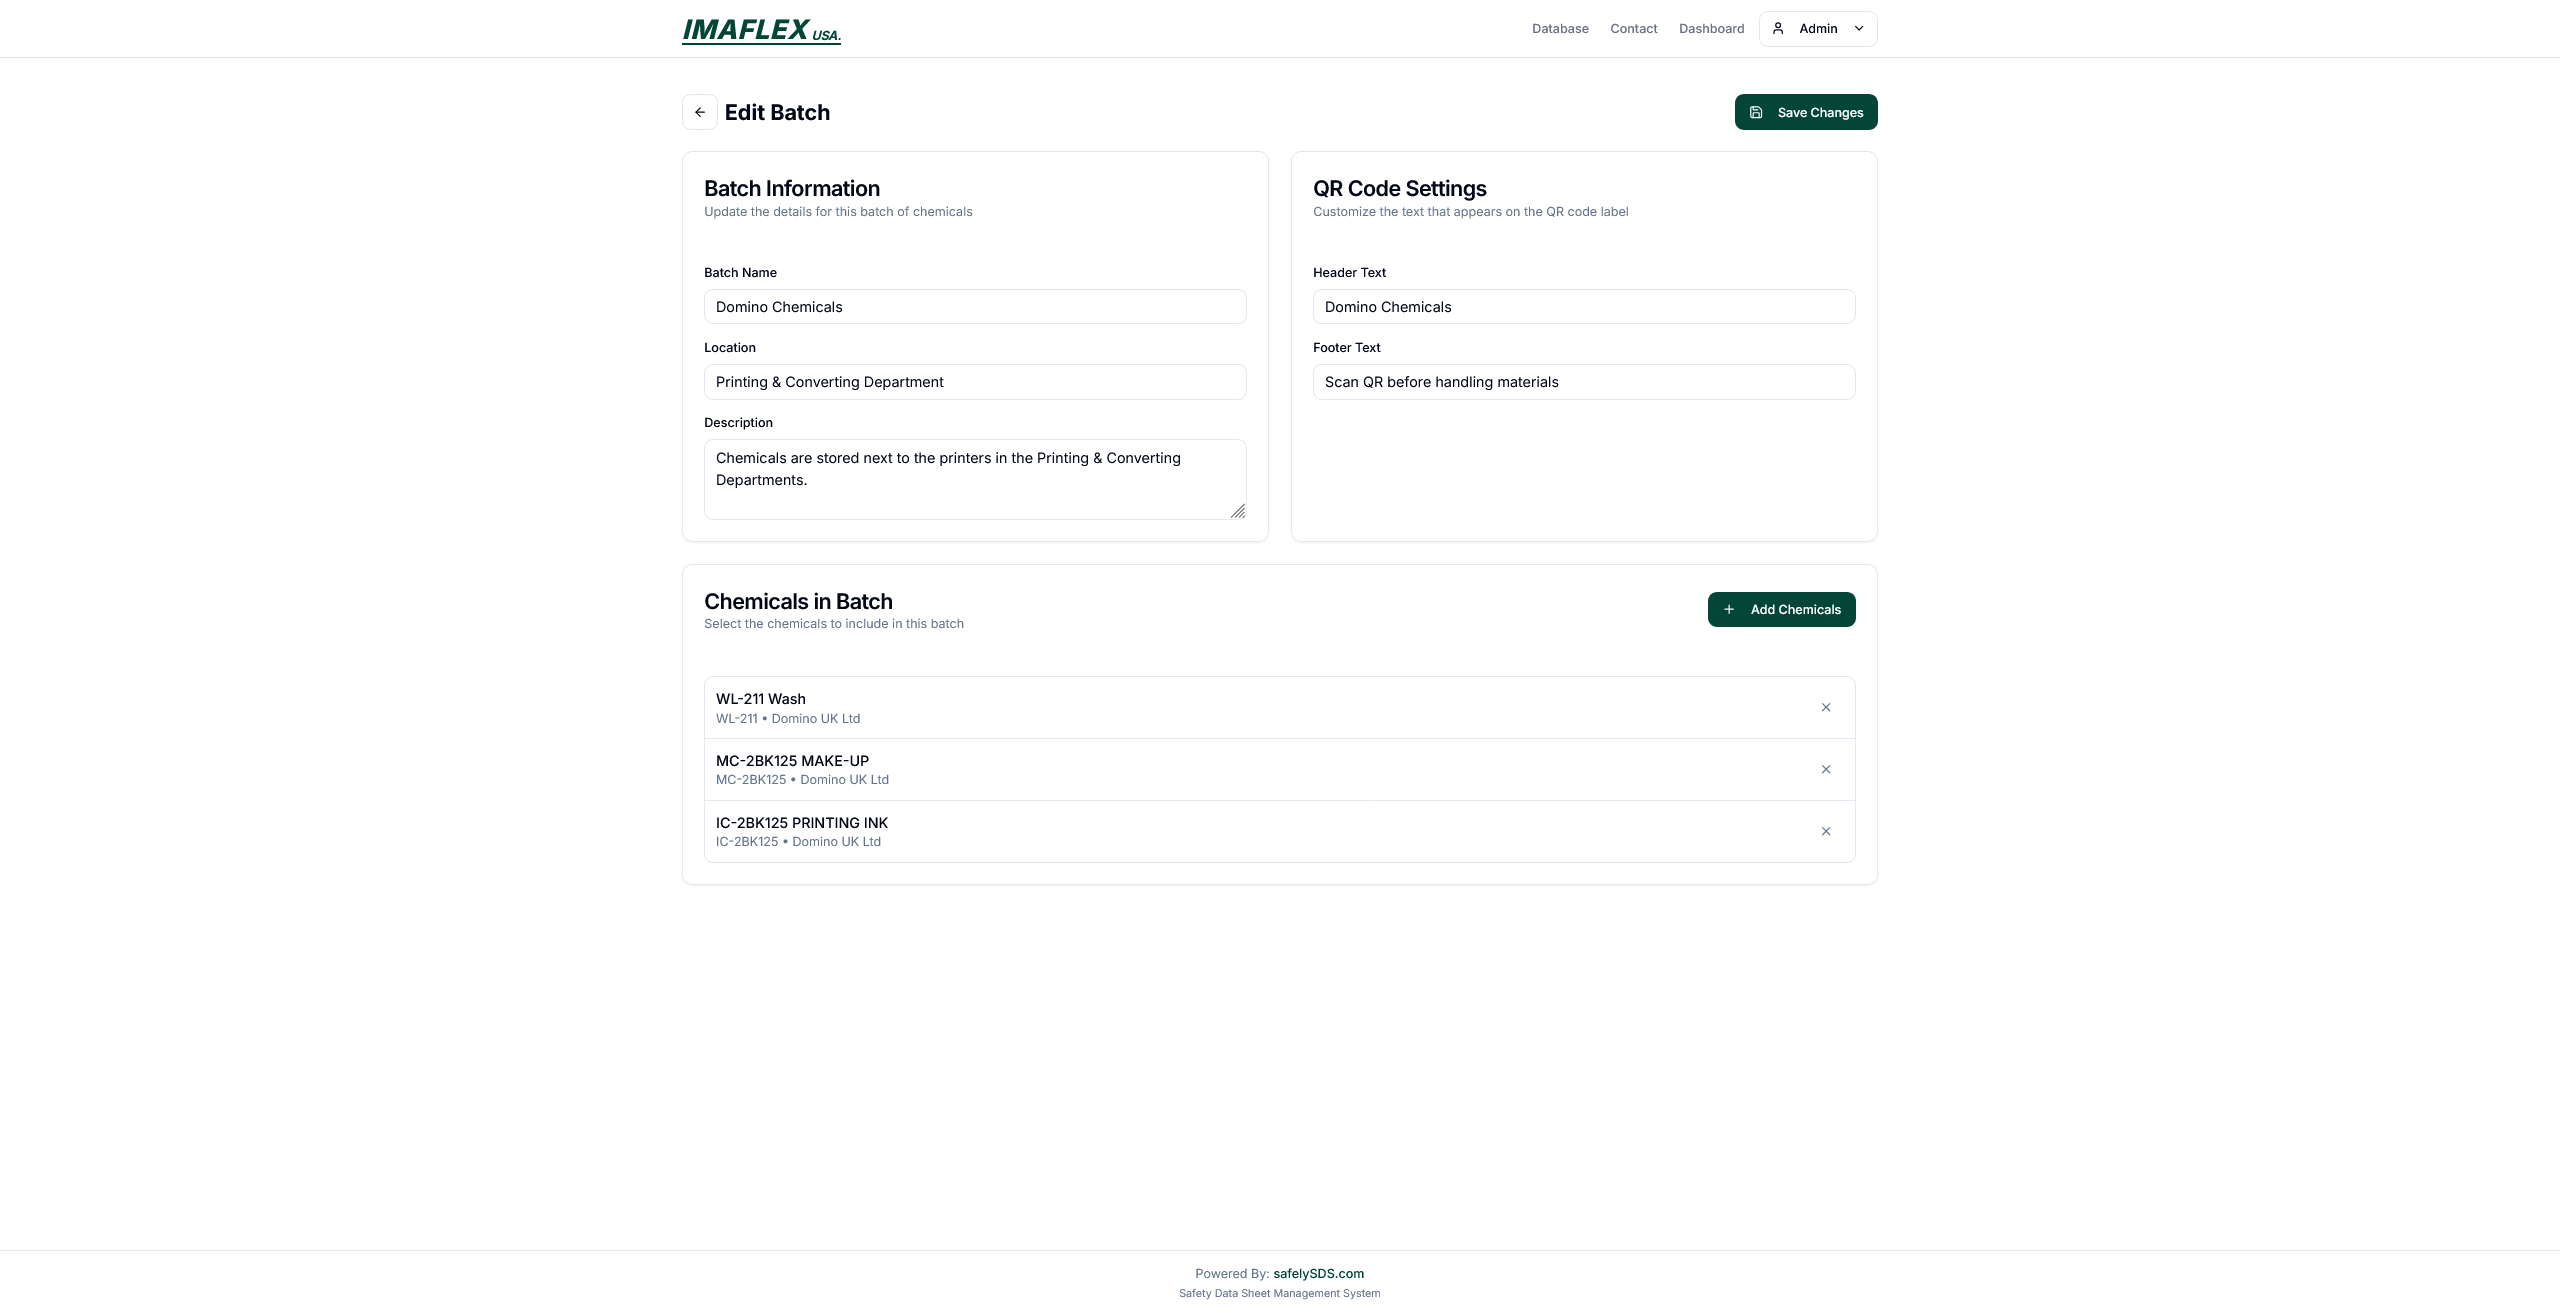 IMAFLEX USA.
Database
Contact
Dashboard
Admin
Edit Batch
Save Changes
Batch Information
Update the details for this batch of chemicals
Batch Name
Domino Chemicals
Location
Printing & Converting Department
Description
Chemicals are stored next to the printers in the Printing & Converting
Departments.
QR Code Settings
Customize the text that appears on the QR code label
Header Text
Domino Chemicals
Footer Text
Scan QR before handling materials
Chemicals in Batch
Select the chemicals to include in this batch
Add Chemicals
WL-211 Wash
WL-211 • Domino UK Ltd
MC-2BK125 MAKE-UP
MC-2BK125 • Domino UK Ltd
IC-2BK125 PRINTING INK
IC-2BK125 • Domino UK Ltd
Powered By: safelySDS.com
Safety Data Sheet Management System